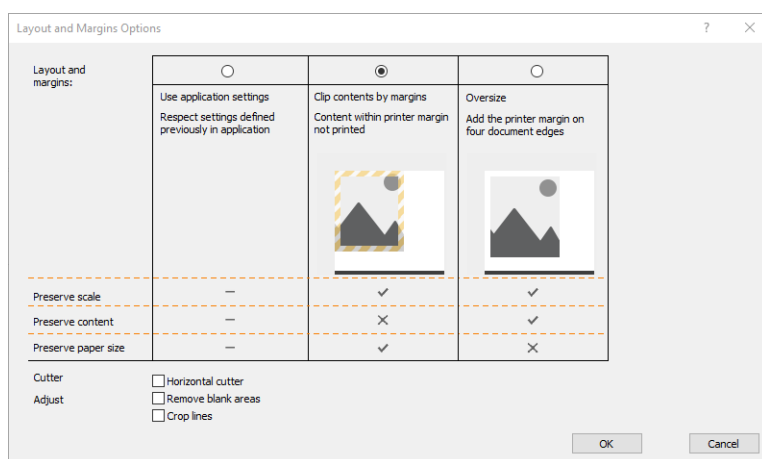 Layout and Margins Options
?
Layout and
margins:
Use application settings
Respect settings defined
previously in application
Clip contents by margins
Content within printer margin
not printed
Oversize
Add the printer margin on
four document edges
Preserve scale
Preserve content
Preserve paper size
Cutter
Horizontal cutter
Adjust
Remove blank areas
Crop lines
OK
Cancel